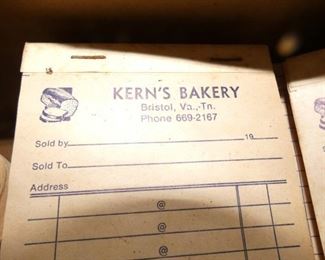 KERN'S BAKERY
Bristol, Va.,-Tn.
Phone 669-2167
Sold by 19
Sold To
Address
@
@
@